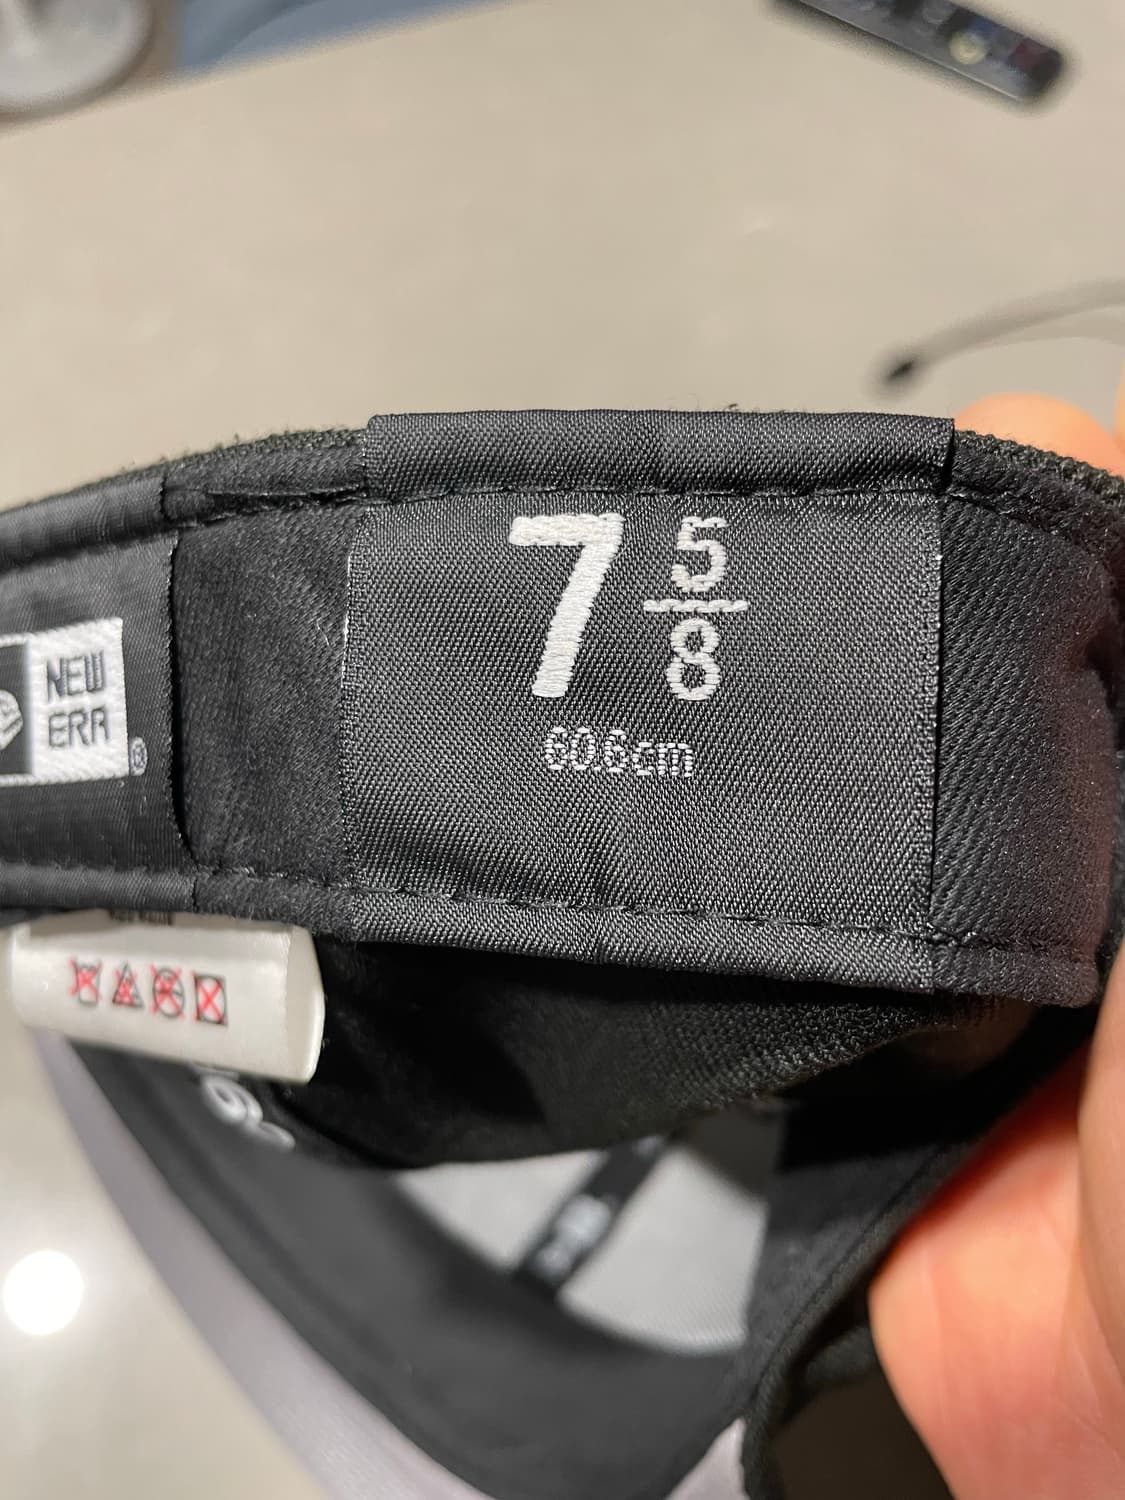 7 5/8
60.6cm
NEW
ERA
®